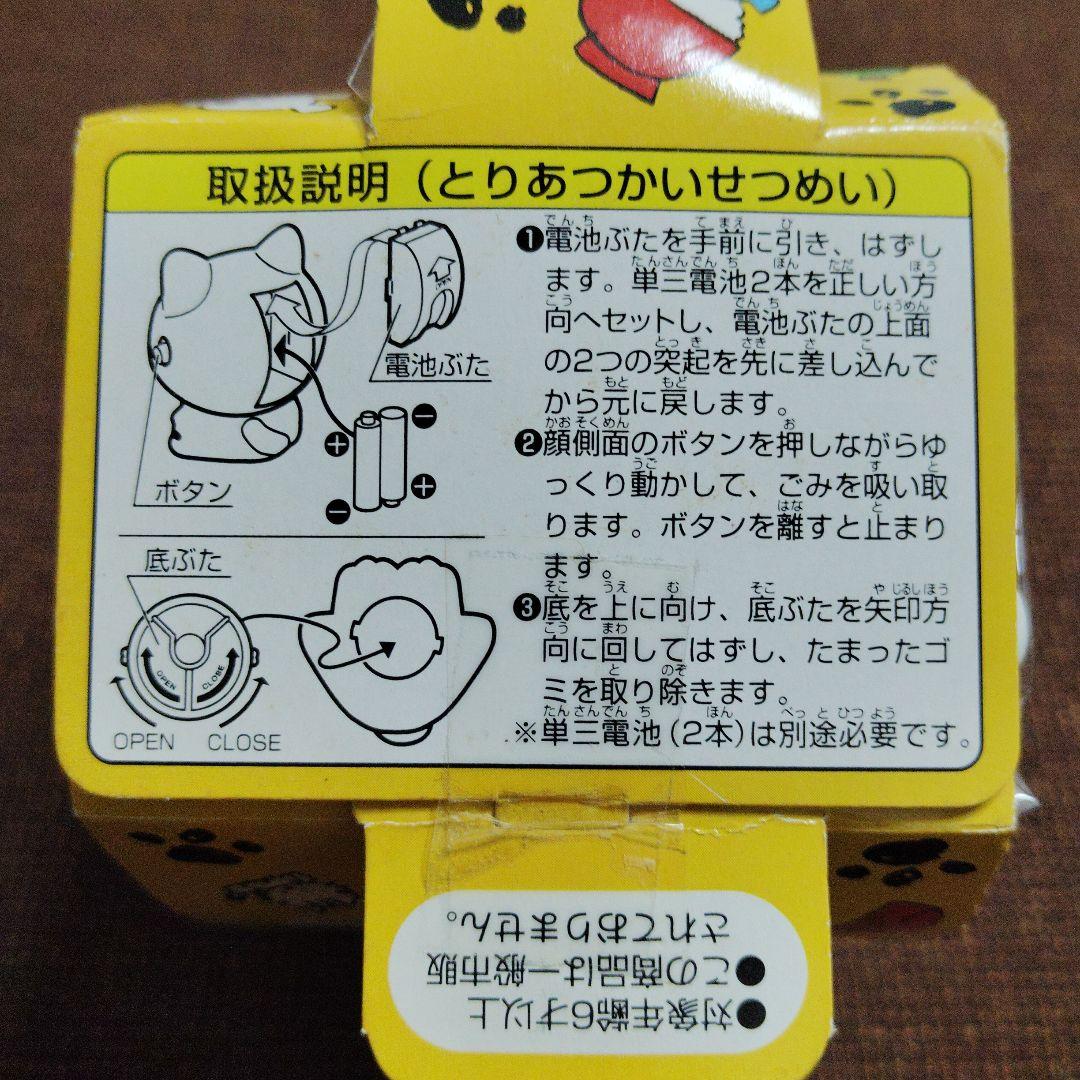 取扱説明（とりあつかいせつめい）
電池ぶた
ボタン
底ぶた
OPEN
CLOSE
OPEN CLOSE
❶電池ぶたを手前に引き、はずし
ます。単三電池2本を正しい方
向へセットし、電池ぶたの上面
の2つの突起を先に差し込んで
から元に戻します。
❷顔側面のボタンを押しながらゆ
っくり動かして、ごみを吸い取
ります。ボタンを離すと止まり
ます。
❸底を上に向け、底ぶたを矢印方
向に回してはずし、たまったゴ
ミを取り除きます。
※単三電池（2本）は別途必要です。
●対象年齢6才以上
●この商品は一般市販
されておりません。